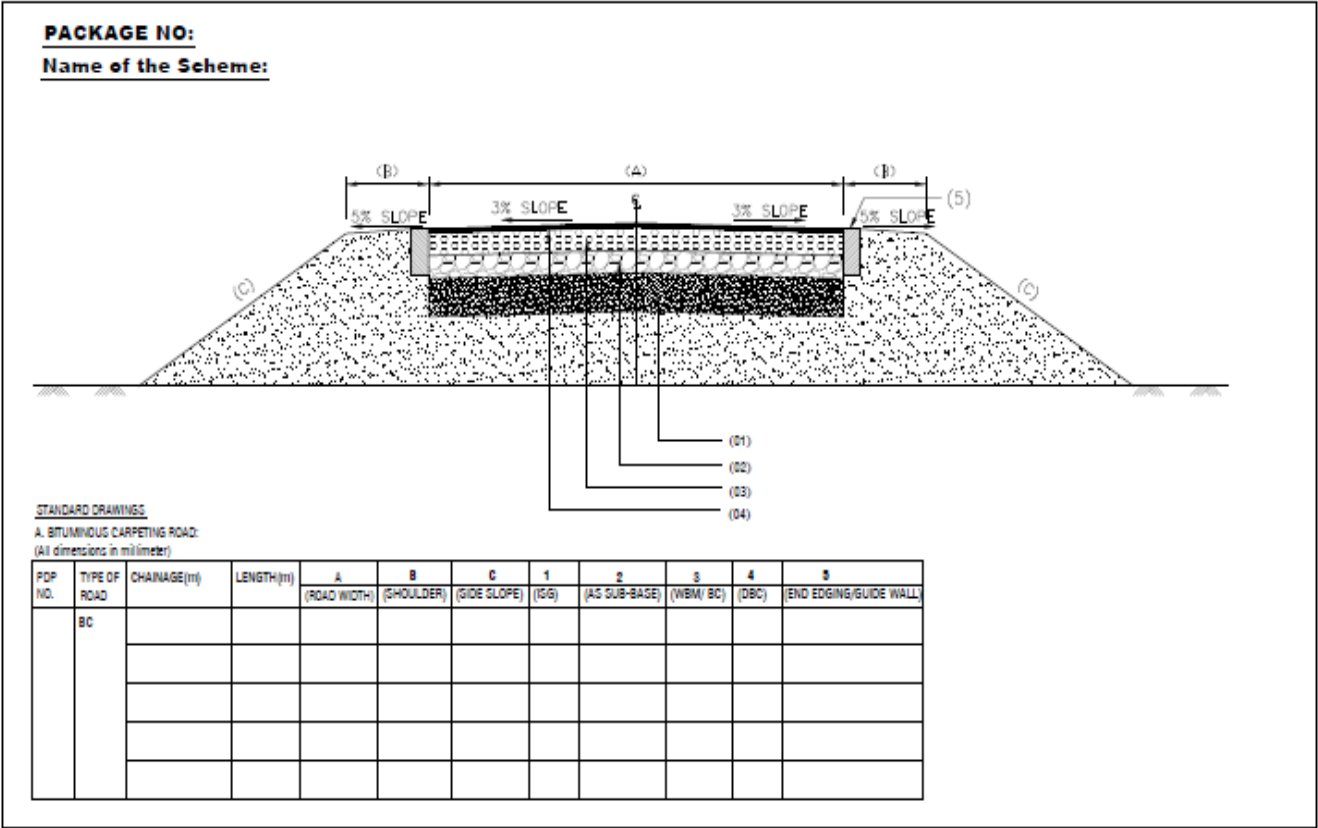 PACKAGE NO:
Name of the Scheme:
(B) (A) (B)
5% SLOPE 3% SLOPE ℄ 3% SLOPE 5% SLOPE (5)
(C) (C)
(01)
(02)
(03)
(04)
STANDARD DRAWINGS
A. BITUMINOUS CARPETING ROAD:
(All dimensions in millimeter)
PDP NO. TYPE OF ROAD CHAINAGE(m) LENGTH(m) A (ROAD WIDTH) B (SHOULDER) C (SIDE SLOPE) 1 (ISG) 2 (AS SUB-BASE) 3 (WBM/ BC) 4 (DBC) 5 (END EDGING/GUIDE WALL)
BC